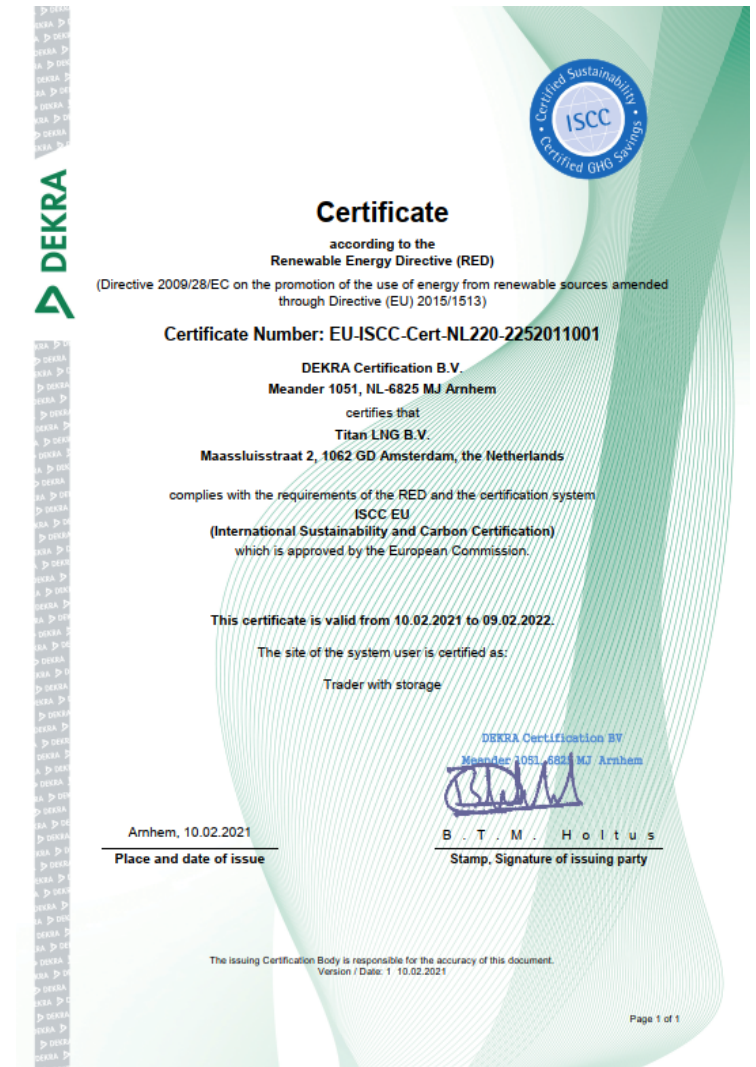 Certified Sustainability
ISCC
Certified GHG Savings
DEKRA
Certificate
according to the
Renewable Energy Directive (RED)
(Directive 2009/28/EC on the promotion of the use of energy from renewable sources amended
through Directive (EU) 2015/1513)
Certificate Number: EU-ISCC-Cert-NL220-2252011001
DEKRA Certification B.V.
Meander 1051, NL-6825 MJ Arnhem
certifies that
Titan LNG B.V.
Maassluisstraat 2, 1062 GD Amsterdam, the Netherlands
complies with the requirements of the RED and the certification system
ISCC EU
(International Sustainability and Carbon Certification)
which is approved by the European Commission.
This certificate is valid from 10.02.2021 to 09.02.2022.
The site of the system user is certified as:
Trader with storage
DEKRA Certification BV
Meander 1051, 6825 MJ Arnhem
Arnhem, 10.02.2021
B.T.M. Holtus
Place and date of issue
Stamp, Signature of issuing party
The issuing Certification Body is responsible for the accuracy of this document.
Version / Date: 1 10.02.2021
Page 1 of 1